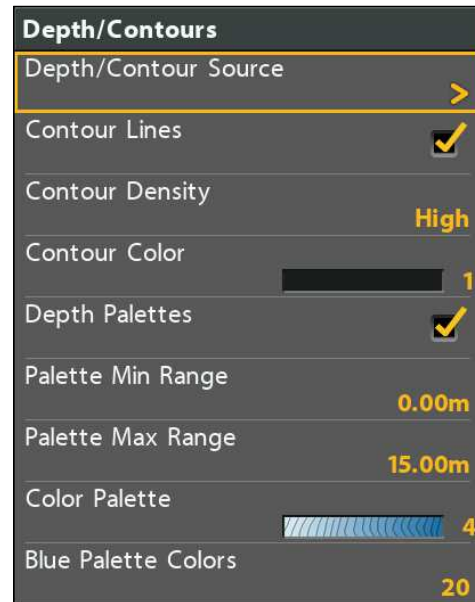 Depth/Contours
Depth/Contour Source
>
Contour Lines
Contour Density
High
Contour Color
1
Depth Palettes
Palette Min Range
0.00m
Palette Max Range
15.00m
Color Palette
4
Blue Palette Colors
20